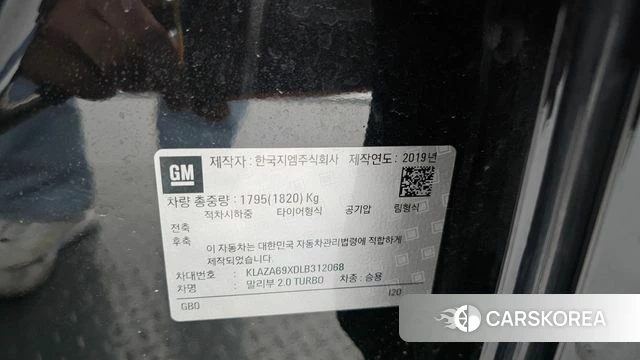 GM 제작자 : 한국지엠주식회사 제작연도 : 2019년
차량 총중량 : 1795(1820) Kg
적차시하중 타이어형식 공기압 림형식
전축
후축
이 자동차는 대한민국 자동차관리법령에 적합하게
제작되었습니다.
차대번호 : KLAZA69XDLB312068
차명 : 말리부 2.0 TURBO 차종 : 승용
GBO I20
CARSKOREA